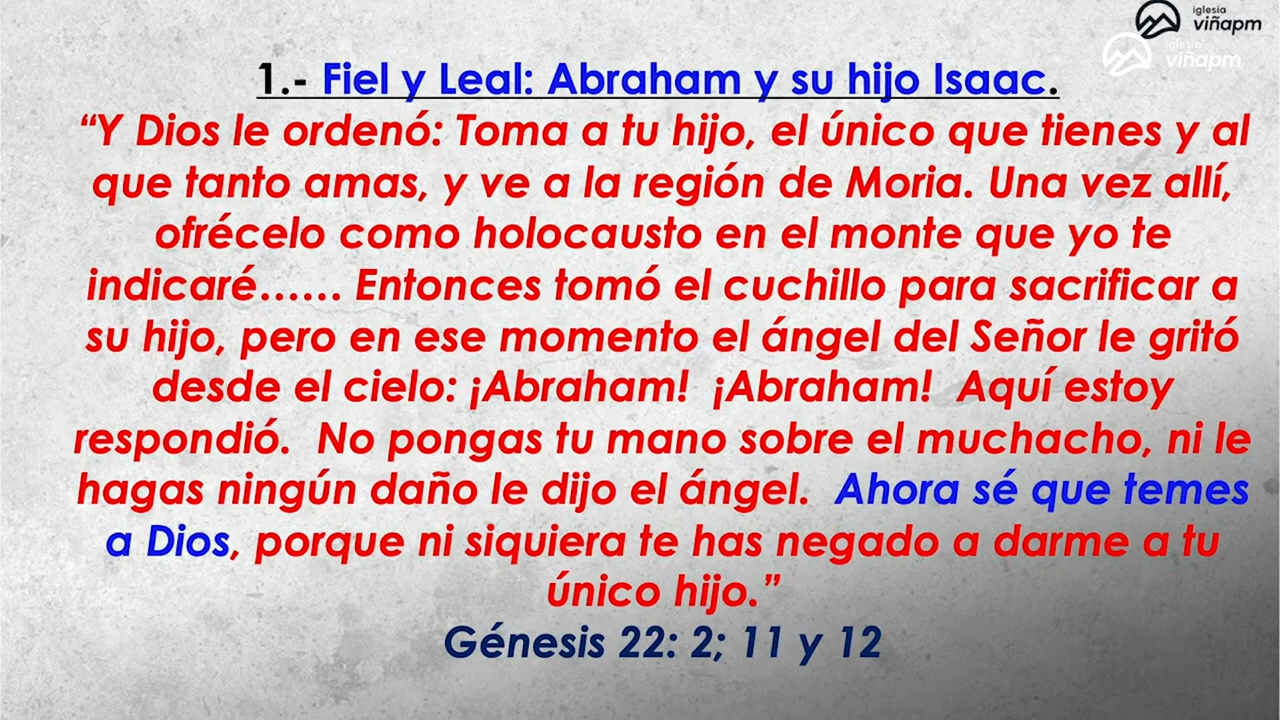 iglesia
viñapm
iglesia
viñapm
1.- Fiel y Leal: Abraham y su hijo Isaac.
“Y Dios le ordenó: Toma a tu hijo, el único que tienes y al
que tanto amas, y ve a la región de Moria. Una vez allí,
ofrécelo como holocausto en el monte que yo te
indicaré...... Entonces tomó el cuchillo para sacrificar a
su hijo, pero en ese momento el ángel del Señor le gritó
desde el cielo: ¡Abraham!  ¡Abraham!  Aquí estoy
respondió.  No pongas tu mano sobre el muchacho, ni le
hagas ningún daño le dijo el ángel.  Ahora sé que temes
a Dios, porque ni siquiera te has negado a darme a tu
único hijo.”
Génesis 22: 2; 11 y 12